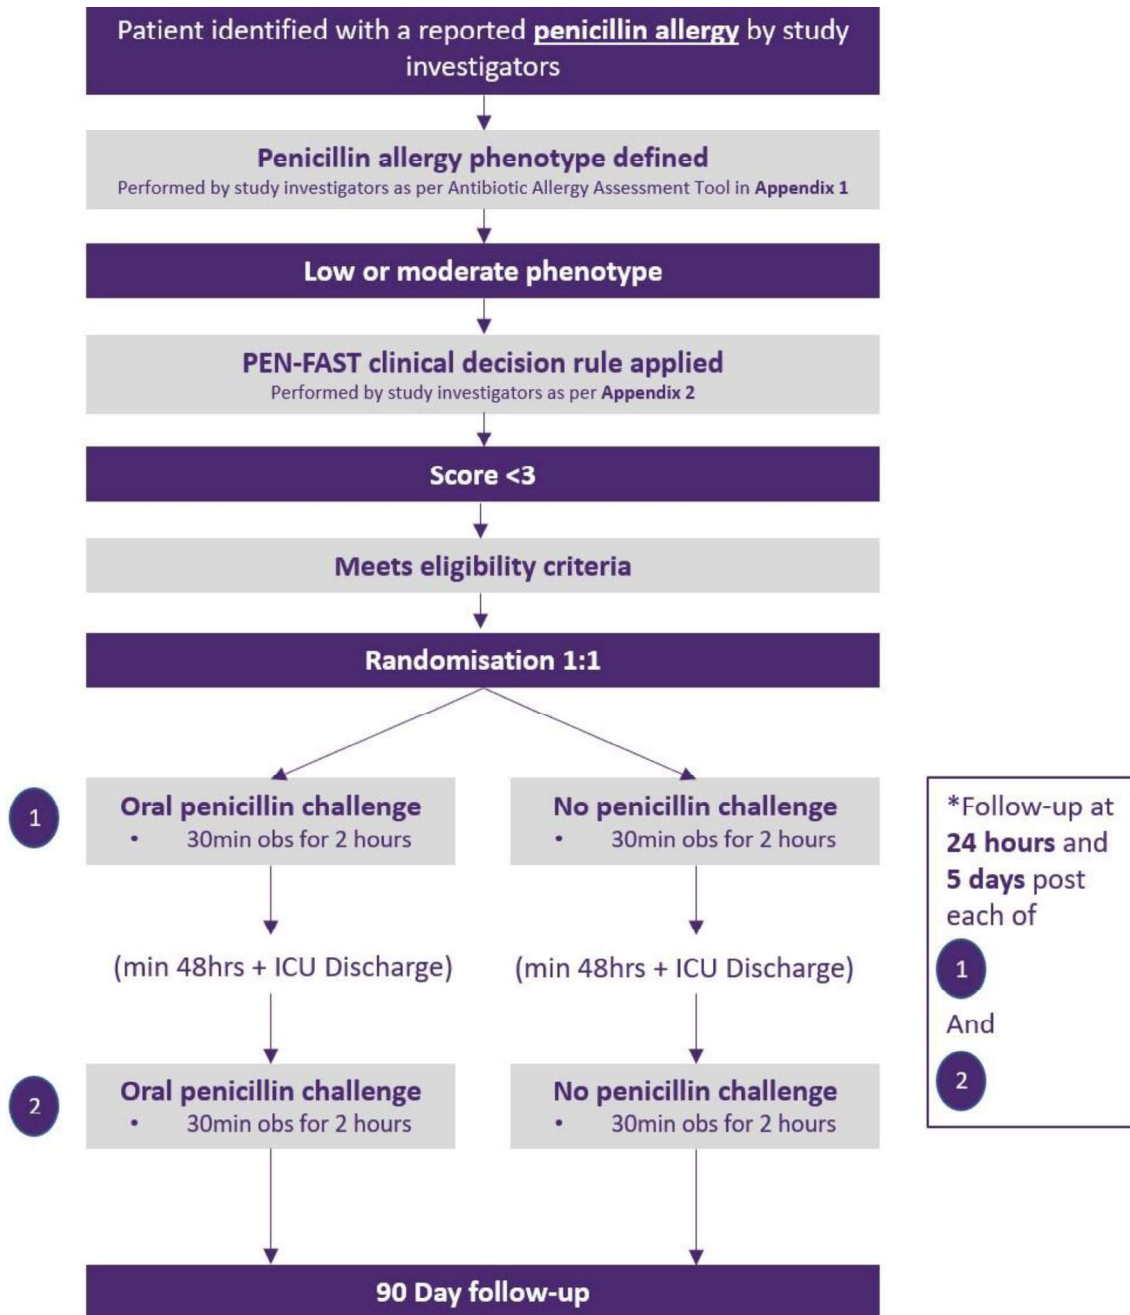 Patient identified with a reported penicillin allergy by study
investigators
Penicillin allergy phenotype defined
Performed by study investigators as per Antibiotic Allergy Assessment Tool in Appendix 1
Low or moderate phenotype
PEN-FAST clinical decision rule applied
Performed by study investigators as per Appendix 2
Score <3
Meets eligibility criteria
Randomisation 1:1
1
Oral penicillin challenge
• 30min obs for 2 hours
No penicillin challenge
• 30min obs for 2 hours
(min 48hrs + ICU Discharge)
(min 48hrs + ICU Discharge)
2
Oral penicillin challenge
• 30min obs for 2 hours
No penicillin challenge
• 30min obs for 2 hours
*Follow-up at
24 hours and
5 days post
each of
1
And
2
90 Day follow-up